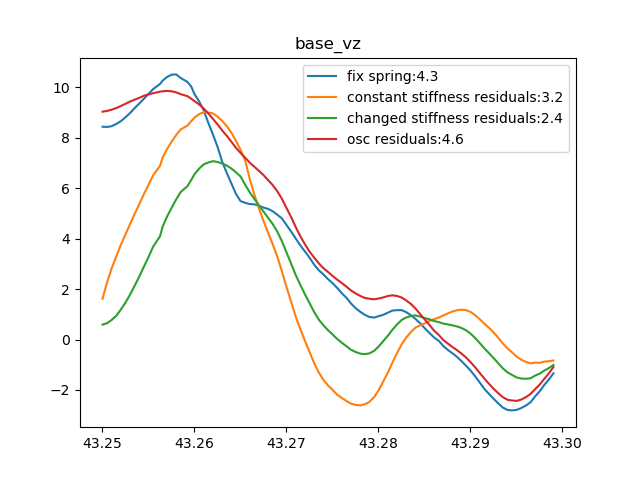 base_vz
fix spring:4.3
constant stiffness residuals:3.2
changed stiffness residuals:2.4
osc residuals:4.6
10
8
6
4
2
0
−2
43.25 43.26 43.27 43.28 43.29 43.30